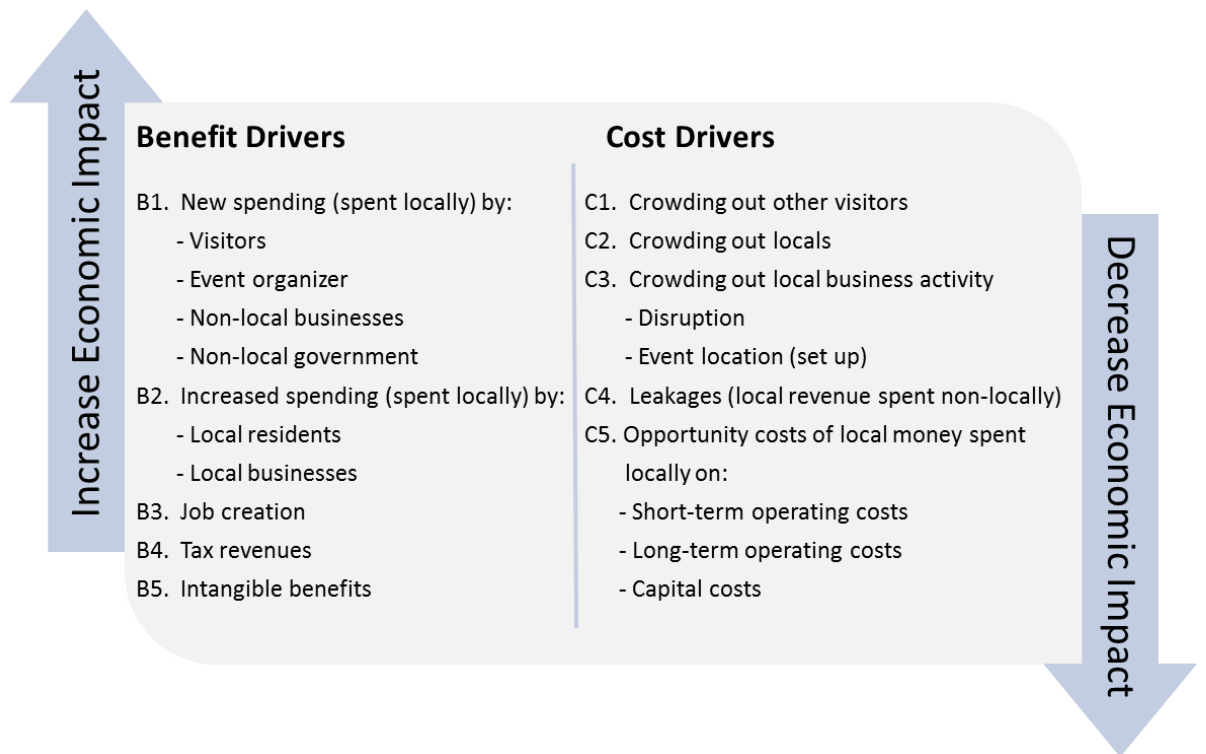 Increase Economic Impact
Benefit Drivers
B1. New spending (spent locally) by:
- Visitors
- Event organizer
- Non-local businesses
- Non-local government
B2. Increased spending (spent locally) by:
- Local residents
- Local businesses
B3. Job creation
B4. Tax revenues
B5. Intangible benefits
Cost Drivers
C1. Crowding out other visitors
C2. Crowding out locals
C3. Crowding out local business activity
- Disruption
- Event location (set up)
C4. Leakages (local revenue spent non-locally)
C5. Opportunity costs of local money spent
locally on:
- Short-term operating costs
- Long-term operating costs
- Capital costs
Decrease Economic Impact